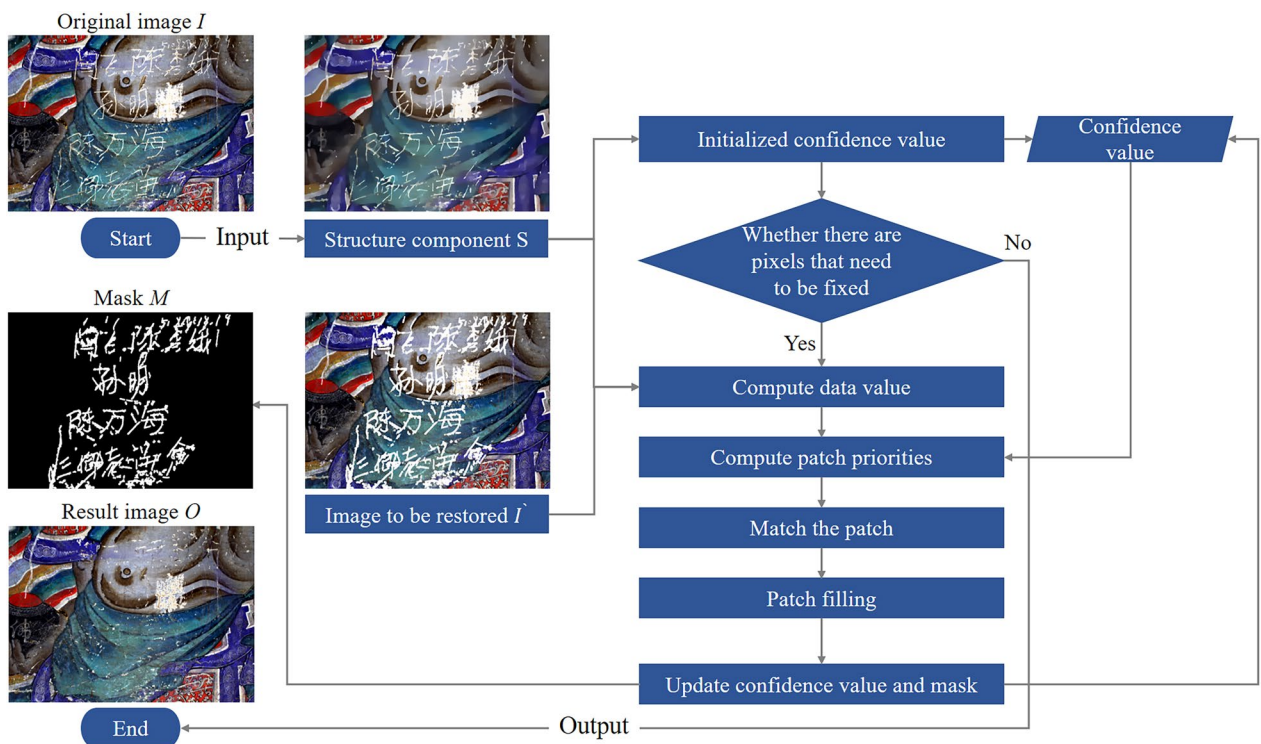 Original image I
Start
Input
Structure component S
Mask M
陈万海
孙明
Image to be restored I`
Result image O
End
Output
Initialized confidence value
Confidence
value
Whether there are
pixels that need
to be fixed
No
Yes
Compute data value
Compute patch priorities
Match the patch
Patch filling
Update confidence value and mask